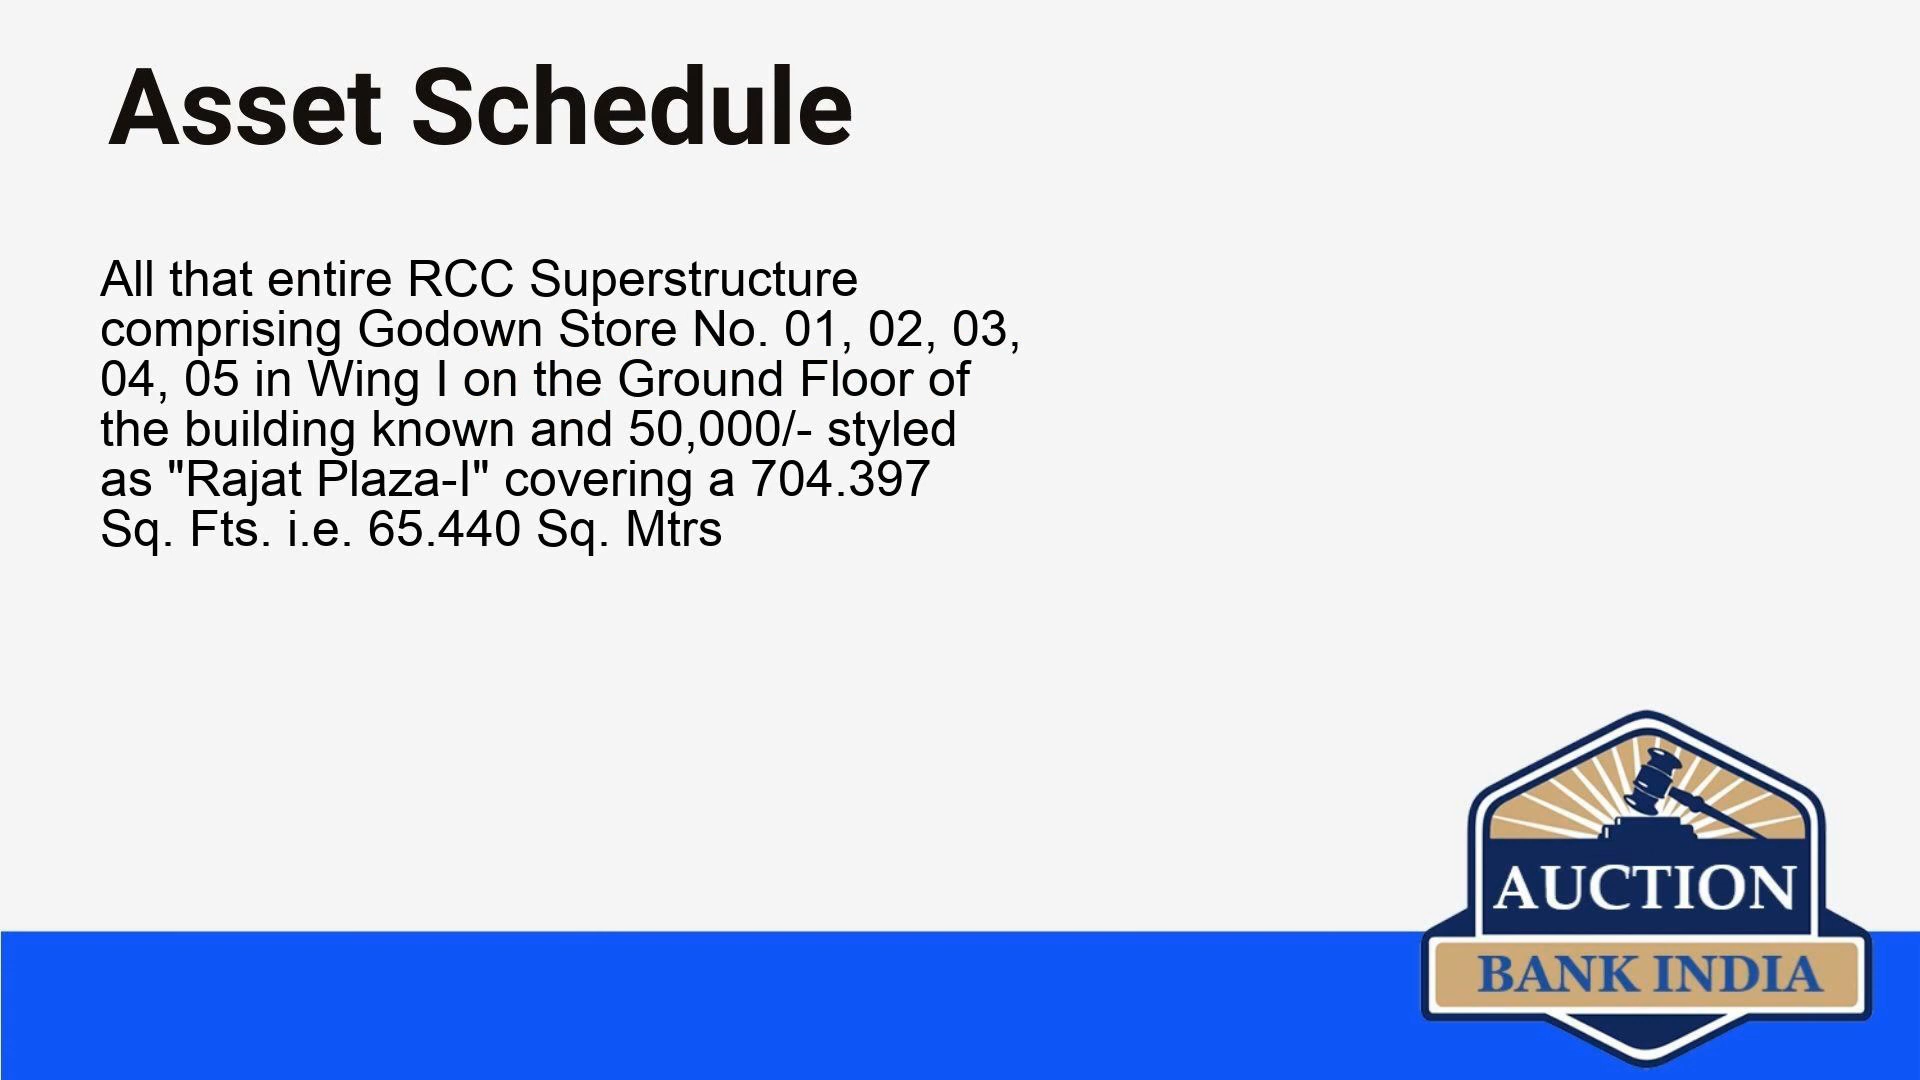 Asset Schedule
All that entire RCC Superstructure
comprising Godown Store No. 01, 02, 03,
04, 05 in Wing I on the Ground Floor of
the building known and 50,000/- styled
as "Rajat Plaza-I" covering a 704.397
Sq. Fts. i.e. 65.440 Sq. Mtrs
AUCTION
BANK INDIA